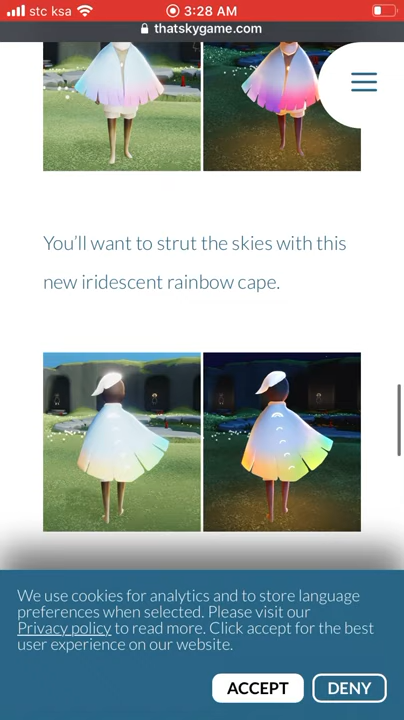 stc ksa
3:28 AM
thatskygame.com
You'll want to strut the skies with this
new iridescent rainbow cape.
We use cookies for analytics and to store language
preferences when selected. Please visit our
Privacy policy to read more. Click accept for the best
user experience on our website.
ACCEPT
DENY